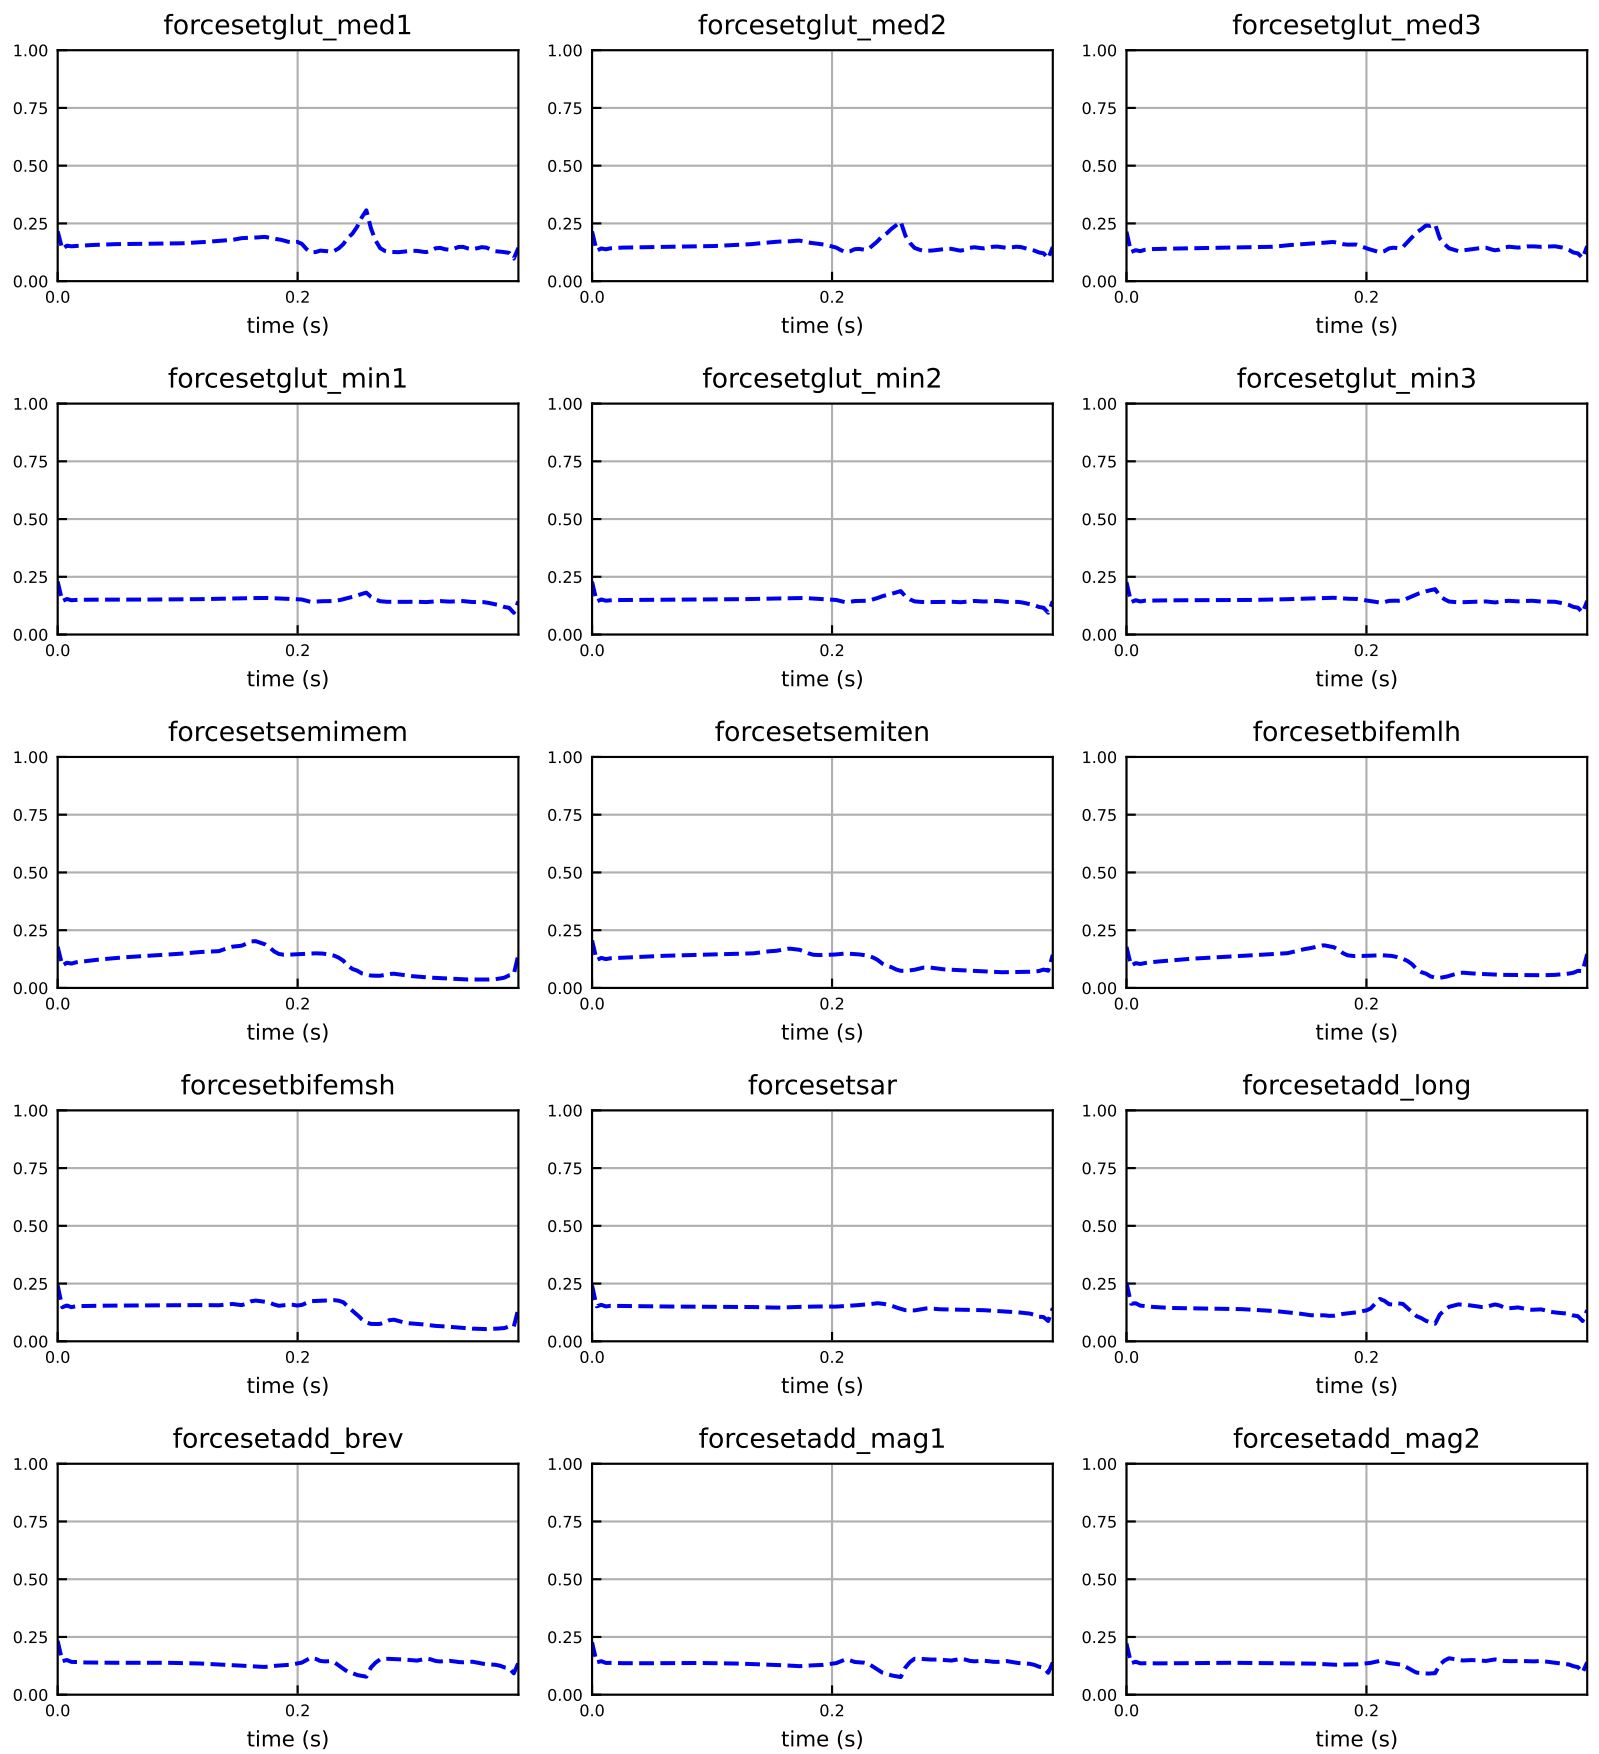 forcesetglut_med1 forcesetglut_med2 forcesetglut_med3
1.00 1.00 1.00
0.75 0.75 0.75
0.50 0.50 0.50
0.25 0.25 0.25
0.00 0.00 0.00
0.0 0.2 0.0 0.2 0.0 0.2
time (s) time (s) time (s)
forcesetglut_min1 forcesetglut_min2 forcesetglut_min3
1.00 1.00 1.00
0.75 0.75 0.75
0.50 0.50 0.50
0.25 0.25 0.25
0.00 0.00 0.00
0.0 0.2 0.0 0.2 0.0 0.2
time (s) time (s) time (s)
forcesetsemimem forcesetsemiten forcesetbifemlh
1.00 1.00 1.00
0.75 0.75 0.75
0.50 0.50 0.50
0.25 0.25 0.25
0.00 0.00 0.00
0.0 0.2 0.0 0.2 0.0 0.2
time (s) time (s) time (s)
forcesetbifemsh forcesetsar forcesetadd_long
1.00 1.00 1.00
0.75 0.75 0.75
0.50 0.50 0.50
0.25 0.25 0.25
0.00 0.00 0.00
0.0 0.2 0.0 0.2 0.0 0.2
time (s) time (s) time (s)
forcesetadd_brev forcesetadd_mag1 forcesetadd_mag2
1.00 1.00 1.00
0.75 0.75 0.75
0.50 0.50 0.50
0.25 0.25 0.25
0.00 0.00 0.00
0.0 0.2 0.0 0.2 0.0 0.2
time (s) time (s) time (s)